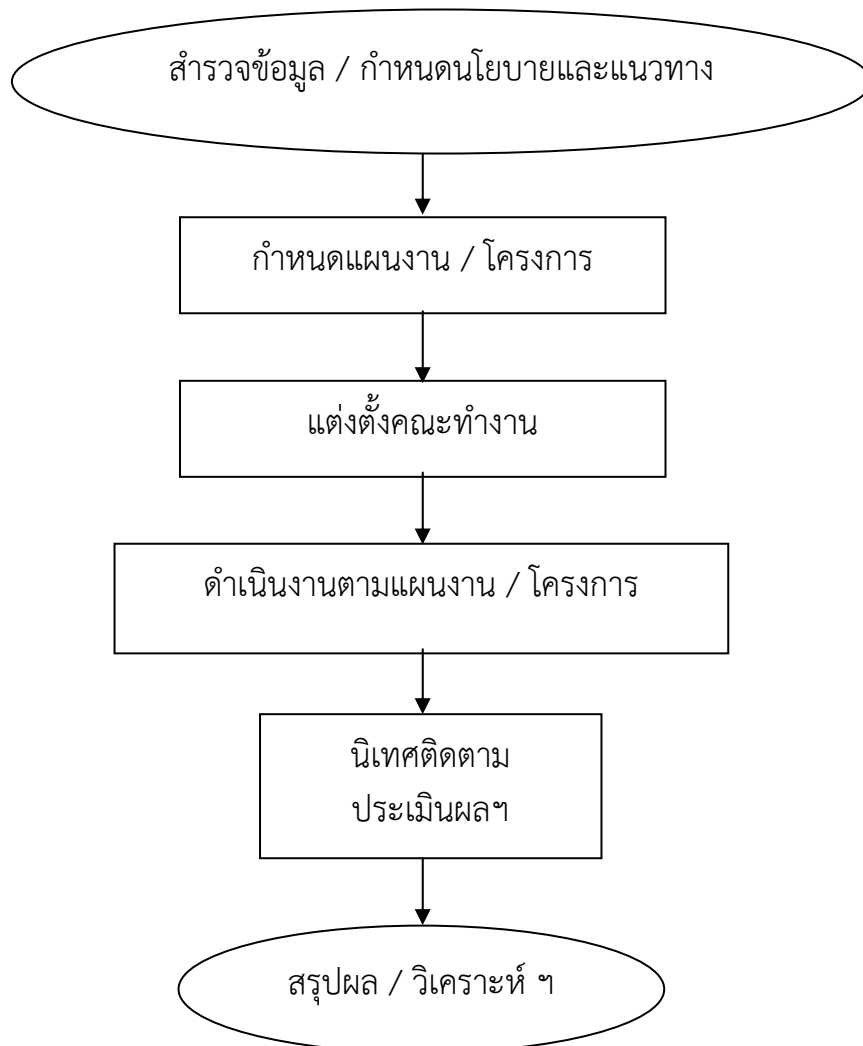 สำรวจข้อมูล / กำหนดนโยบายและแนวทาง
กำหนดแผนงาน / โครงการ
แต่งตั้งคณะทำงาน
ดำเนินงานตามแผนงาน / โครงการ
นิเทศติดตาม
ประเมินผลฯ
สรุปผล / วิเคราะห์ ฯ